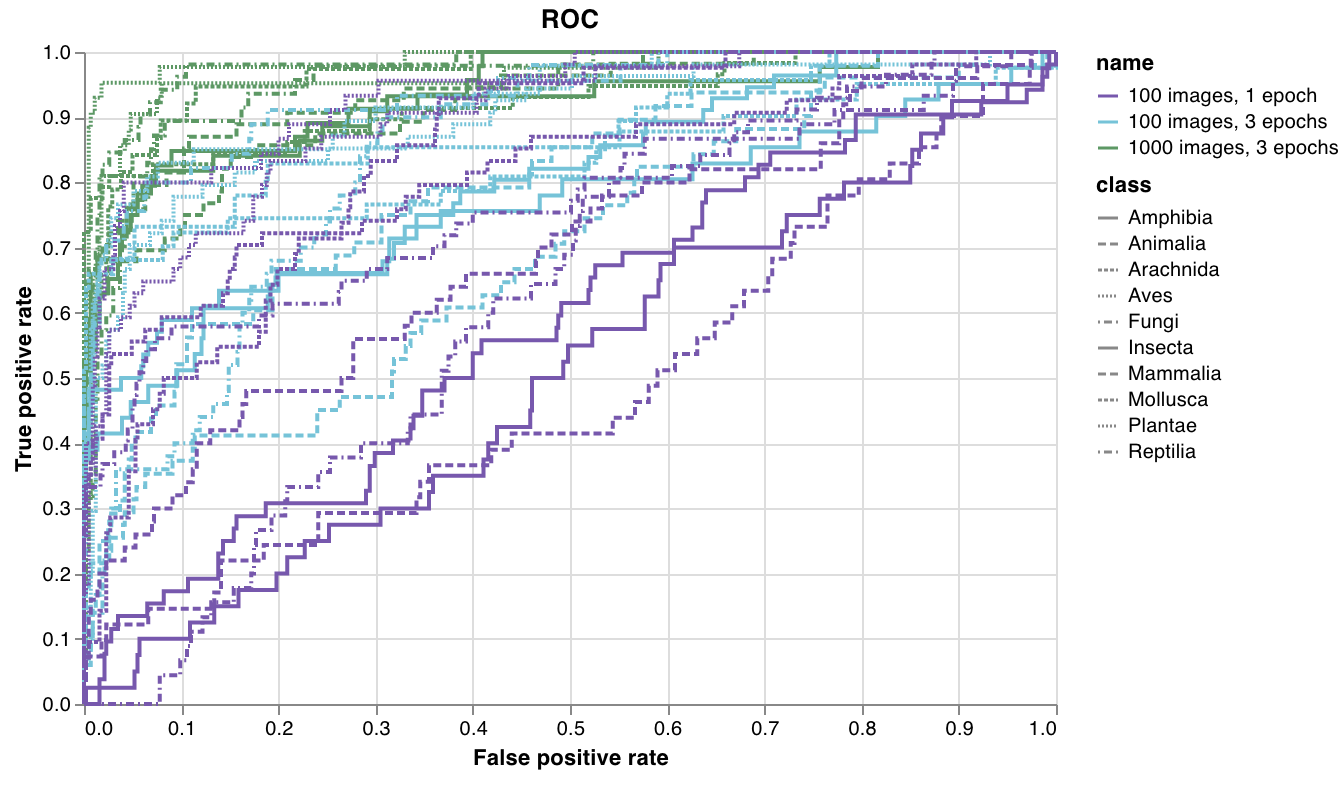 ROC
True positive rate
1.0
0.9
0.8
0.7
0.6
0.5
0.4
0.3
0.2
0.1
0.0
0.0 0.1 0.2 0.3 0.4 0.5 0.6 0.7 0.8 0.9 1.0
False positive rate
name
100 images, 1 epoch
100 images, 3 epochs
1000 images, 3 epochs
class
Amphibia
Animalia
Arachnida
Aves
Fungi
Insecta
Mammalia
Mollusca
Plantae
Reptilia